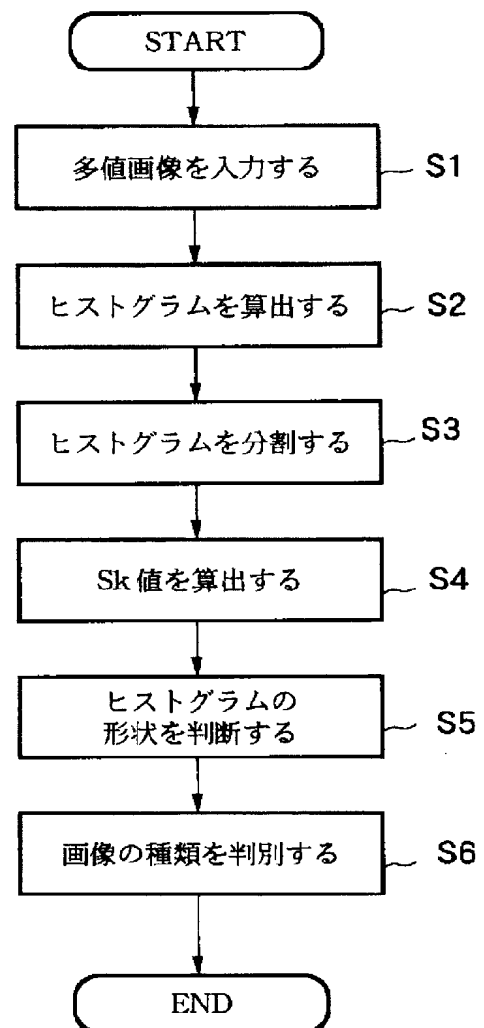 START
多値画像を入力する
S1
ヒストグラムを算出する
S2
ヒストグラムを分割する
S3
Sk値を算出する
S4
ヒストグラムの
形状を判断する
S5
画像の種類を判別する
S6
END